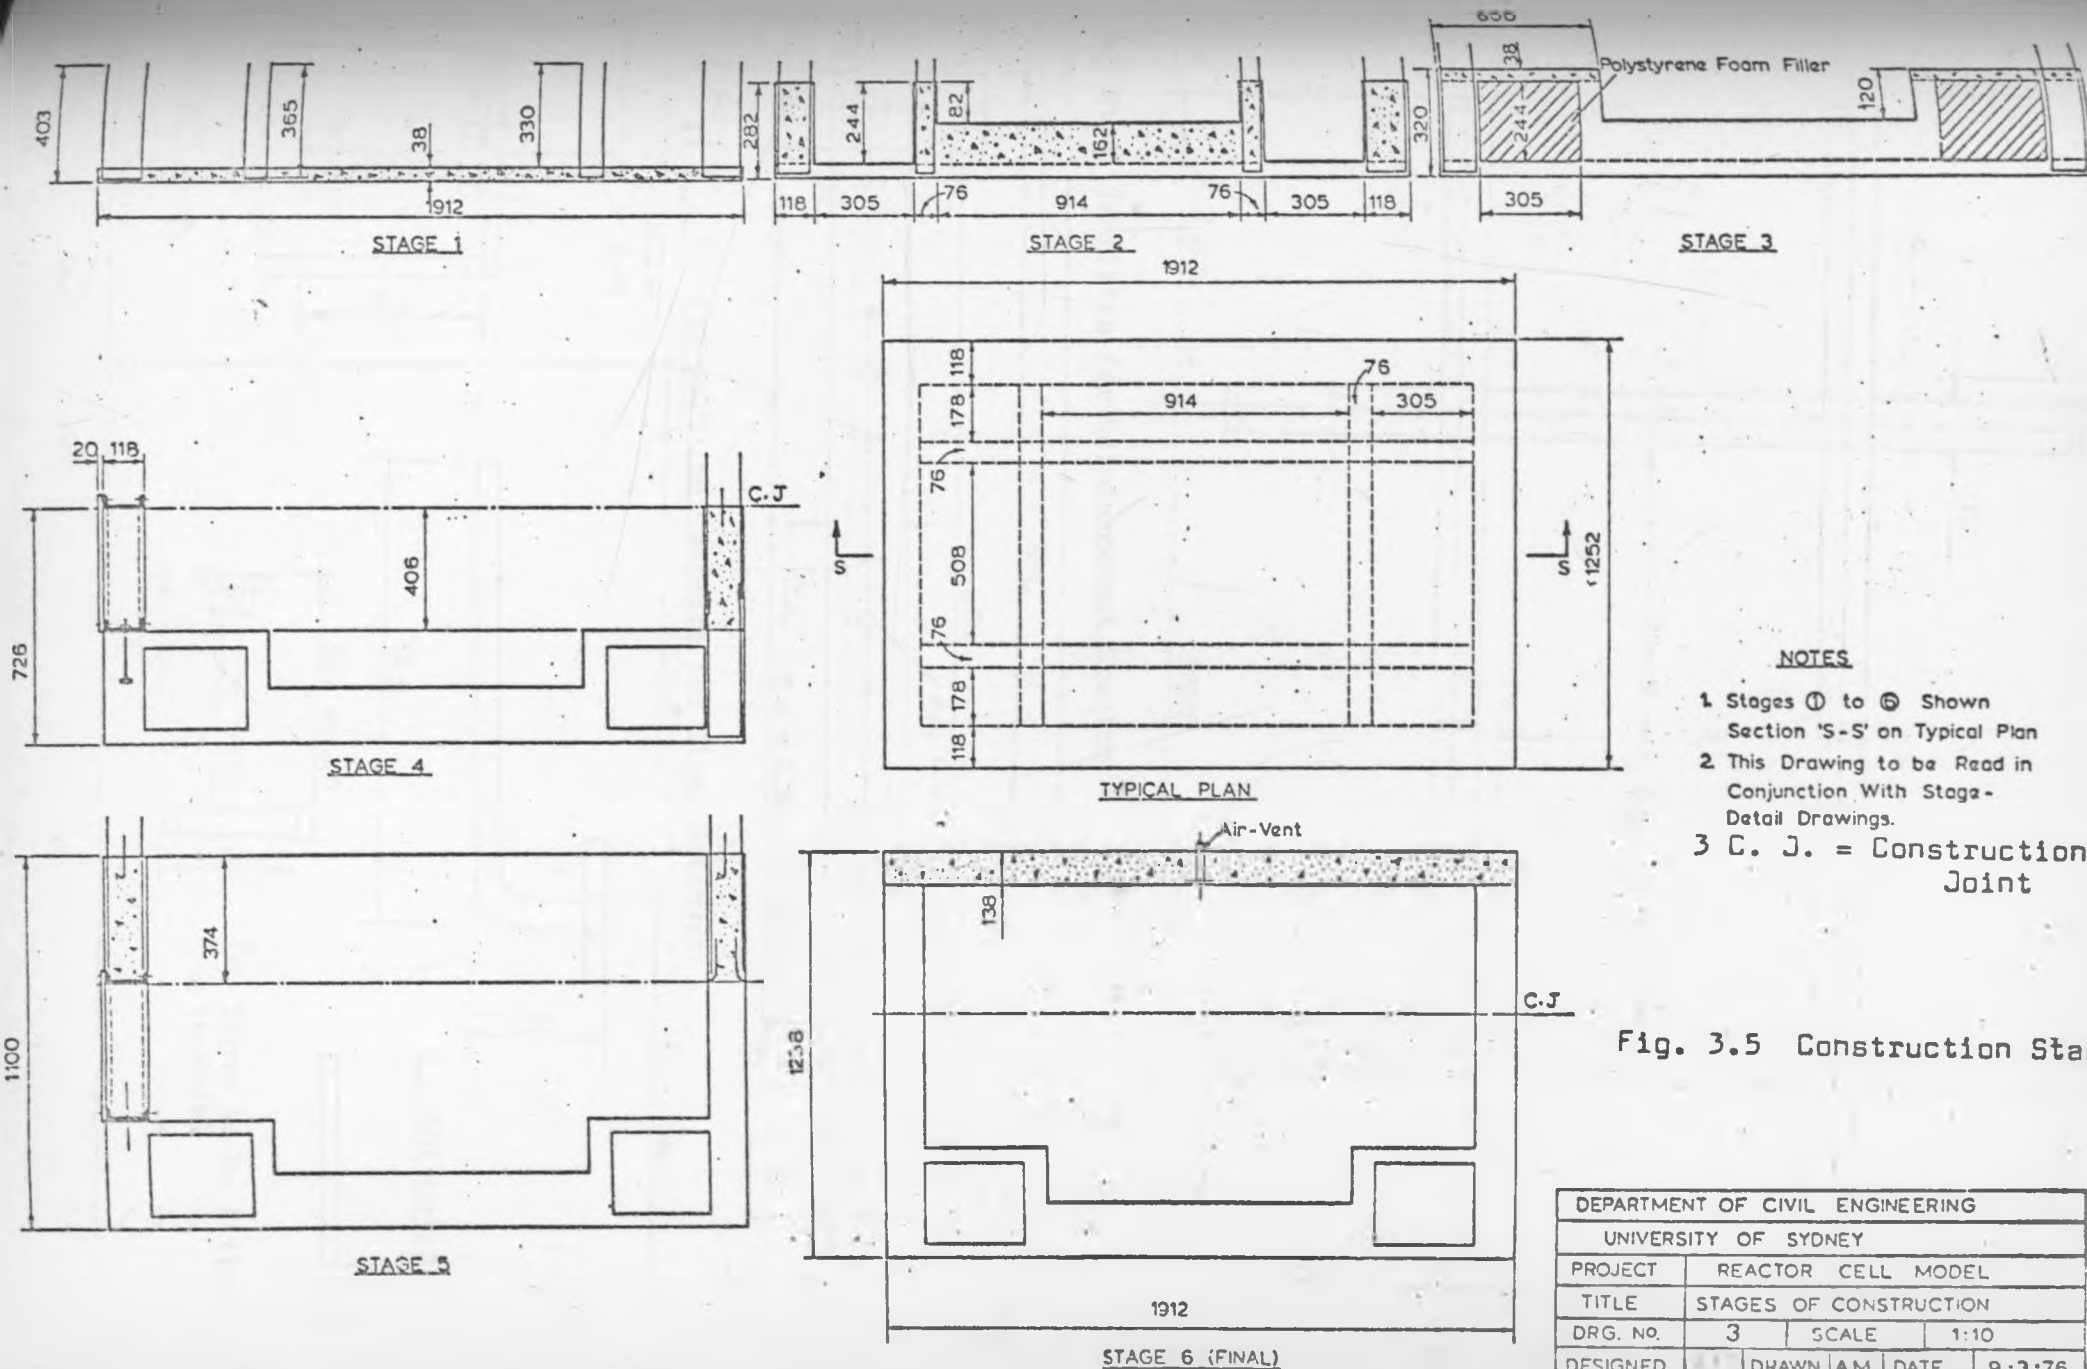 403
365
38
330
1912
STAGE 1
282
244
82
162
118
305
76
914
76
305
118
STAGE 2
38
Polystyrene Foam Filler
320
244
120
305
STAGE 3
20
118
C.J
406
726
STAGE 4
1912
118
76
178
914
305
76
508
S
S
1252
76
178
118
TYPICAL PLAN
NOTES
1. Stages ① to ⑥ Shown
Section 'S-S' on Typical Plan
2 This Drawing to be Read in
Conjunction With Stage-
Detail Drawings.
3 C. J. = Construction
Joint
374
1100
STAGE 5
Air-Vent
138
1238
C.J
1912
STAGE 6 (FINAL)
Fig. 3.5 Construction Sta
DEPARTMENT OF CIVIL ENGINEERING
UNIVERSITY OF SYDNEY
PROJECT REACTOR CELL MODEL
TITLE STAGES OF CONSTRUCTION
DRG. NO. 3 SCALE 1:10
DESIGNED DRAWN A.M DATE 9.3.76